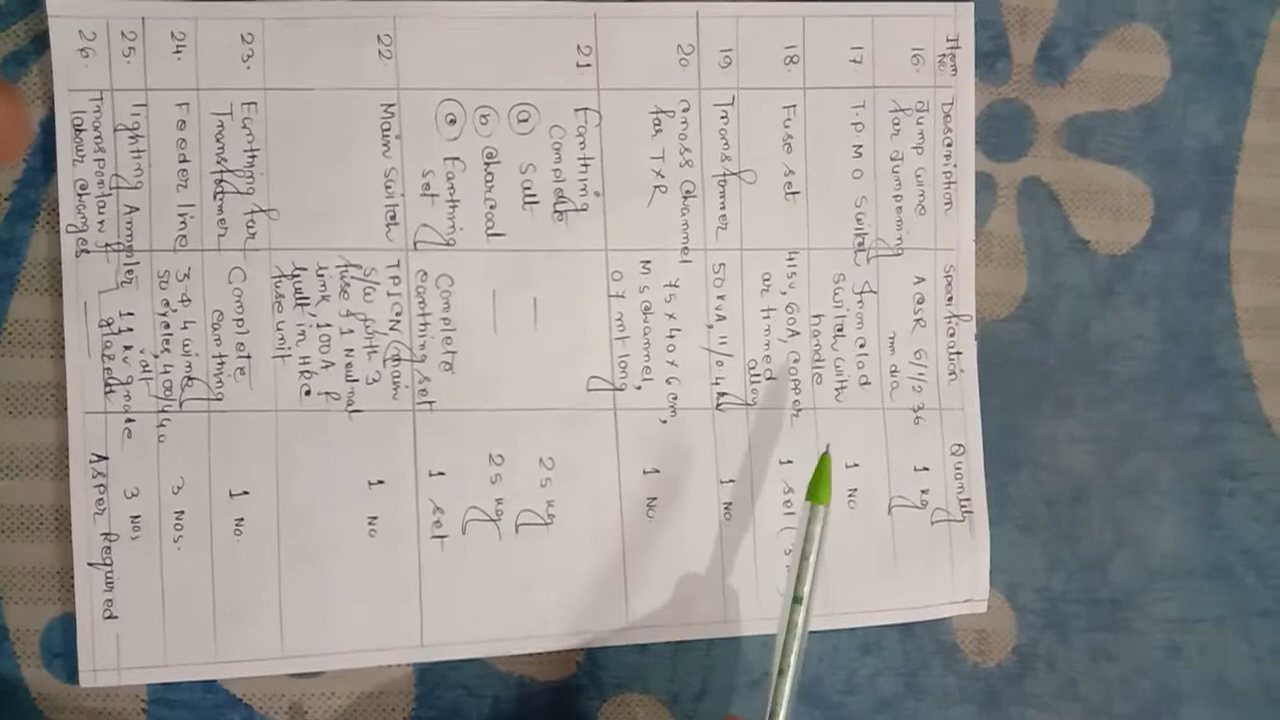 Item No. Description Specification Quantity
16. Jump wire for Jumpering ACSR 6/1/2.36 mm dia 1 kg
17. T.P.M.O switch Iron clad switch with handle 1 No
18. Fuse set 415v, 60A, copper or tinned alloy 1 set (3
19. Transformer 50 kVA, 11/0.4 kv 1 No.
20. cross channel for TXR 75 x 40 x 6 cm, Ms channel, 0.7 mt long 1 No.
21. Earthing Complete
(a) Salt — 25 kg
(b) charcoal — 25 kg
(c) Earthing set Complete earthing set 1 set
22. Main switch TPICN main s/w with 3 fuse & 1 Neutral link, 100A built in HRC fuse unit 1 No
23. Earthing for Transformer Complete earthing 1 No.
24. Feeder line 3-Φ 4 wire, 50 cycles, 400/440 volt 3 Nos.
25. lighting Arrester 11 kv grade glazed 3 Nos.
26. labour charges — As per Required